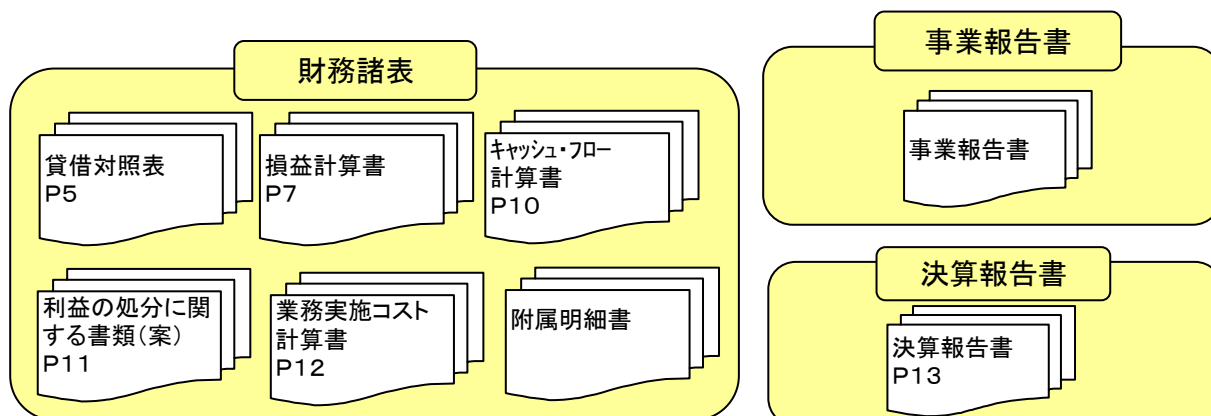 財務諸表
貸借対照表
P5
損益計算書
P7
キャッシュ・フロー
計算書
P10
利益の処分に関
する書類(案)
P11
業務実施コスト
計算書
P12
附属明細書
事業報告書
事業報告書
決算報告書
決算報告書
P13